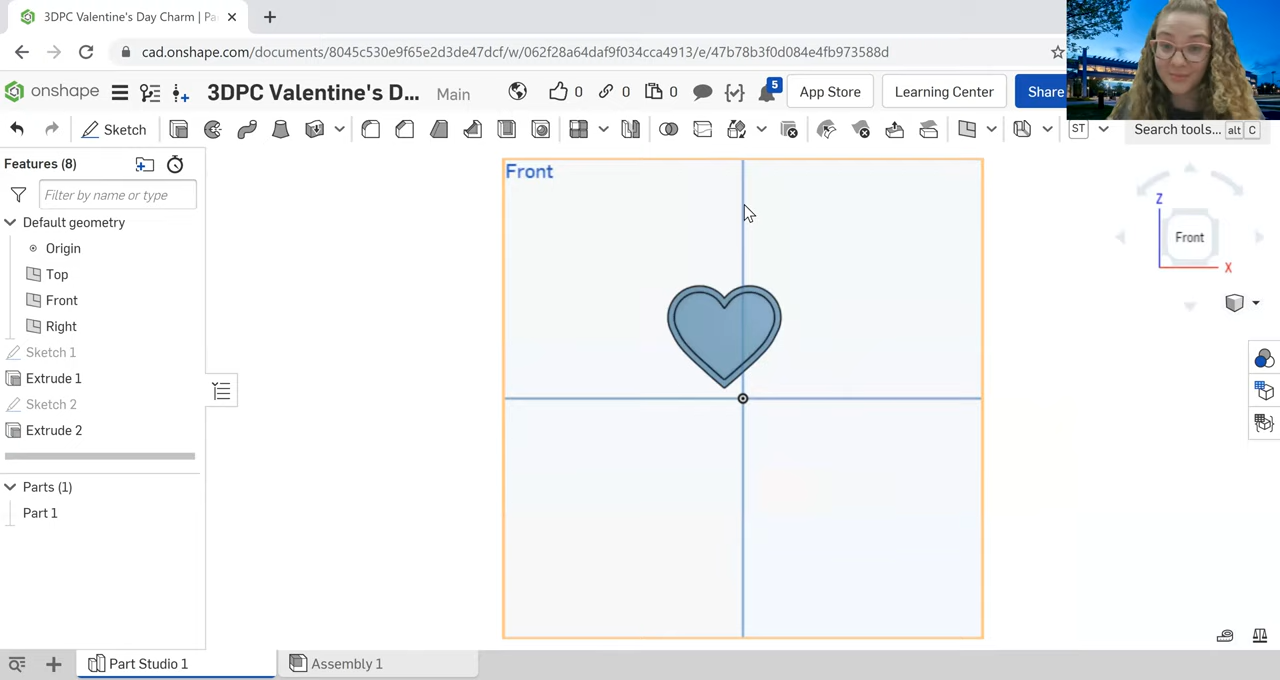 3DPC Valentine's Day Charm | Pa
cad.onshape.com/documents/8045c530e9f65e2d3de47dcf/w/062f28a64daf9f034cca4913/e/47b78b3f0d084e4fb973588d
onshape
3DPC Valentine's D...
Main
0
0
0
5
App Store
Learning Center
Share
Sketch
ST
Search tools...
alt
C
Features (8)
Filter by name or type
Default geometry
Origin
Top
Front
Right
Sketch 1
Extrude 1
Sketch 2
Extrude 2
Parts (1)
Part 1
Front
Z
Front
X
Part Studio 1
Assembly 1